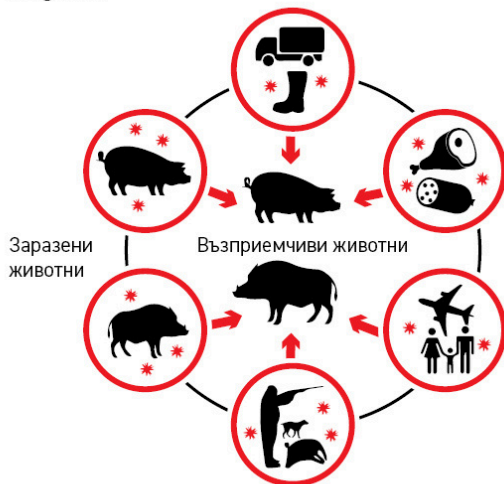 Заразени
животни
Възприемчиви животни